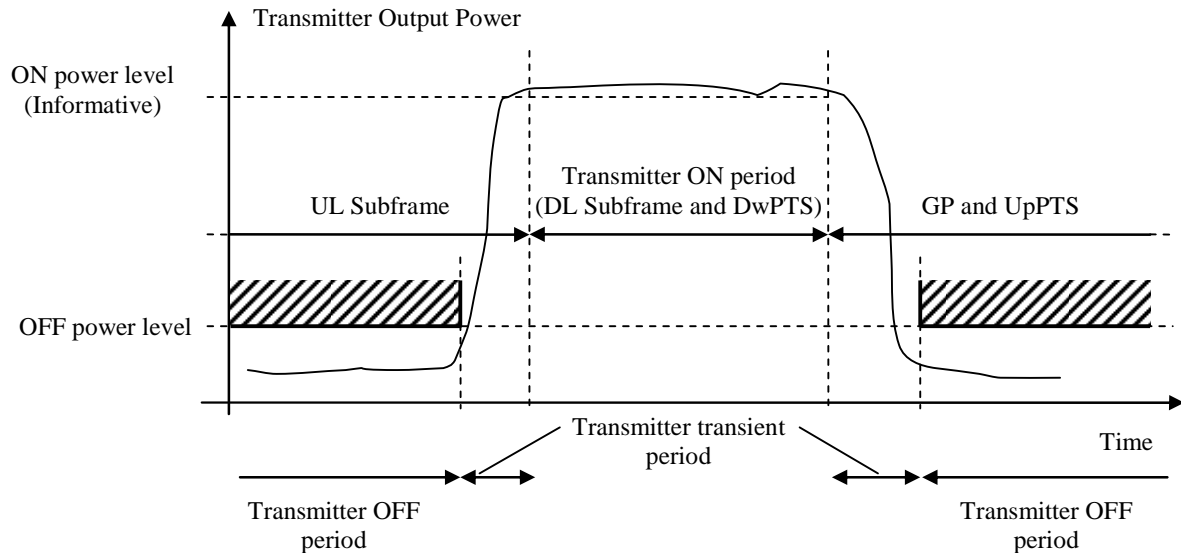 Transmitter Output Power
ON power level
(Informative)
Transmitter ON period
(DL Subframe and DwPTS)
UL Subframe
GP and UpPTS
OFF power level
Transmitter transient
period
Time
Transmitter OFF
period
Transmitter OFF
period